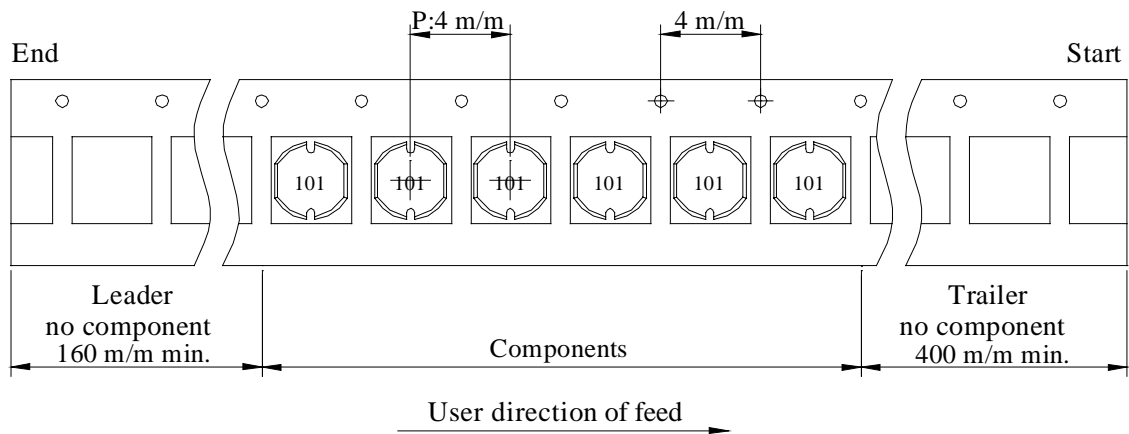 P:4 m/m
4 m/m
End
Start
101
101
101
101
101
101
Leader
no component
160 m/m min.
Components
Trailer
no component
400 m/m min.
User direction of feed